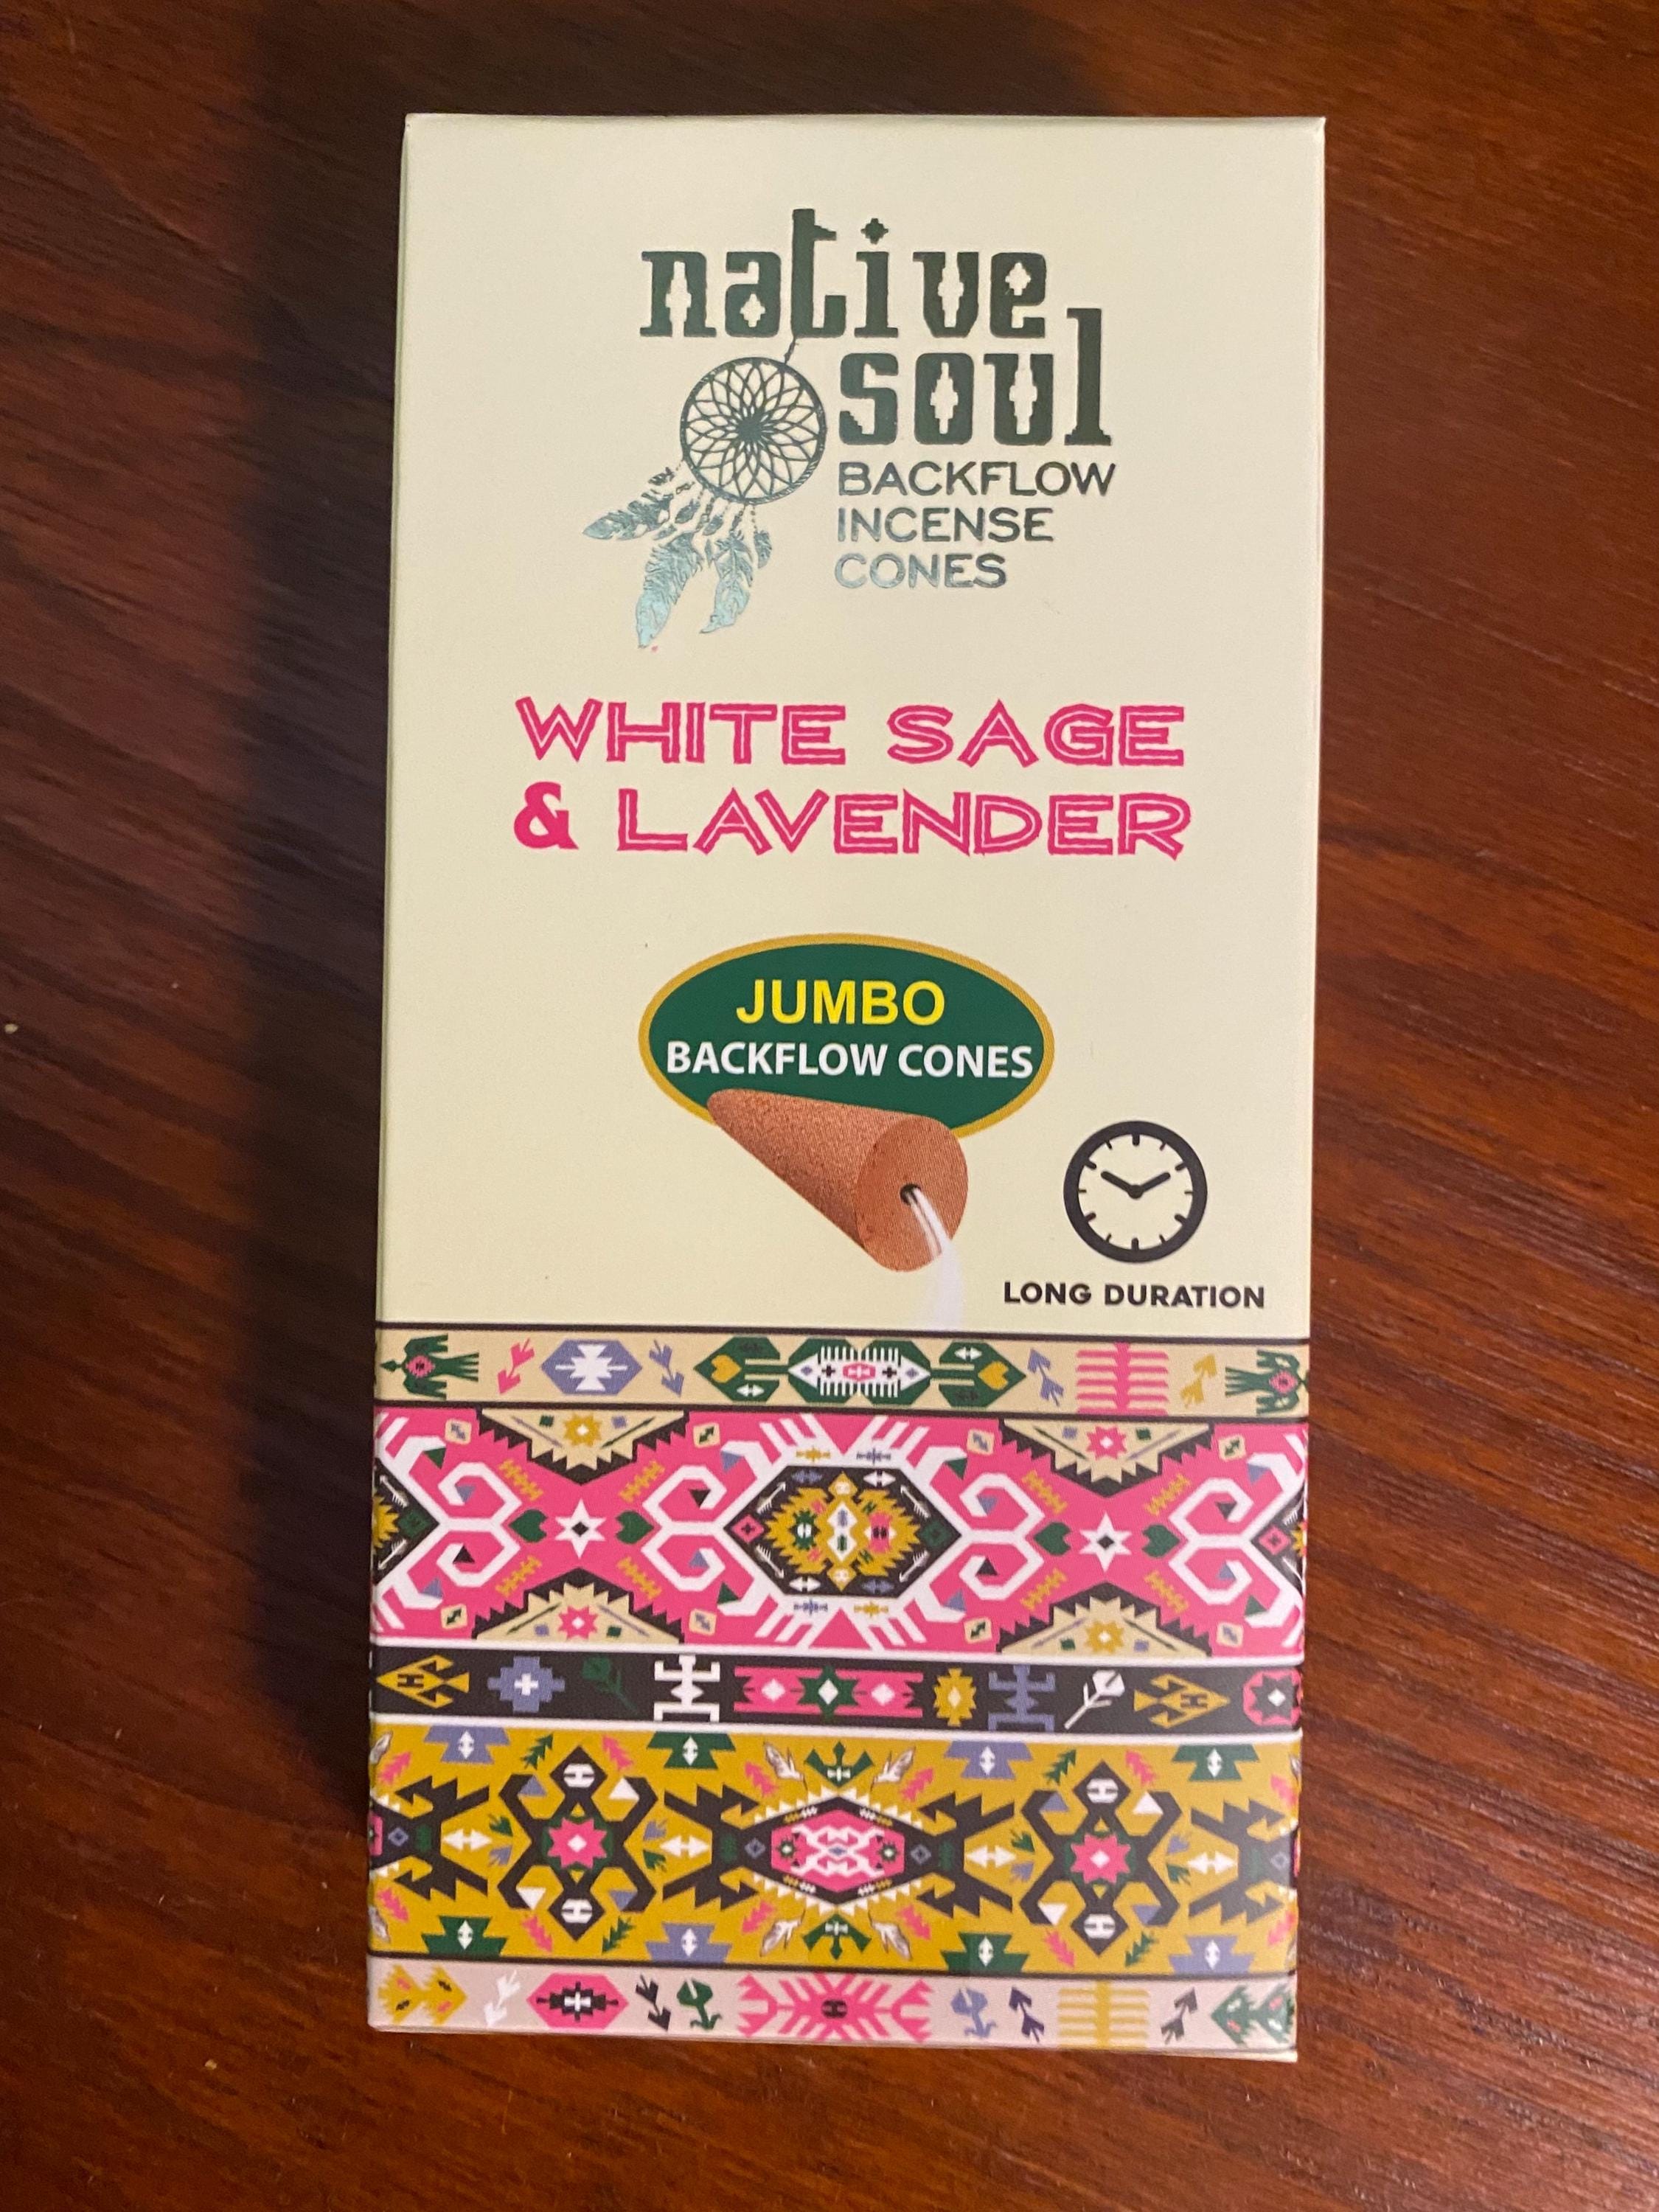 native
soul
BACKFLOW
INCENSE
CONES
WHITE SAGE
& LAVENDER
JUMBO
BACKFLOW CONES
LONG DURATION